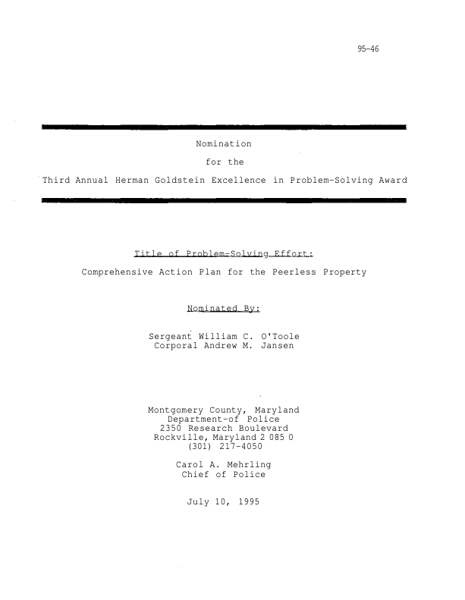 95-46
Nomination
for the
Third Annual Herman Goldstein Excellence in Problem-Solving Award
Title of Problem-Solving Effort:
Comprehensive Action Plan for the Peerless Property
Nominated By:
Sergeant William C. O'Toole
Corporal Andrew M. Jansen
Montgomery County, Maryland
Department-of Police
2350 Research Boulevard
Rockville, Maryland 2 085 0
(301) 217-4050
Carol A. Mehrling
Chief of Police
July 10, 1995